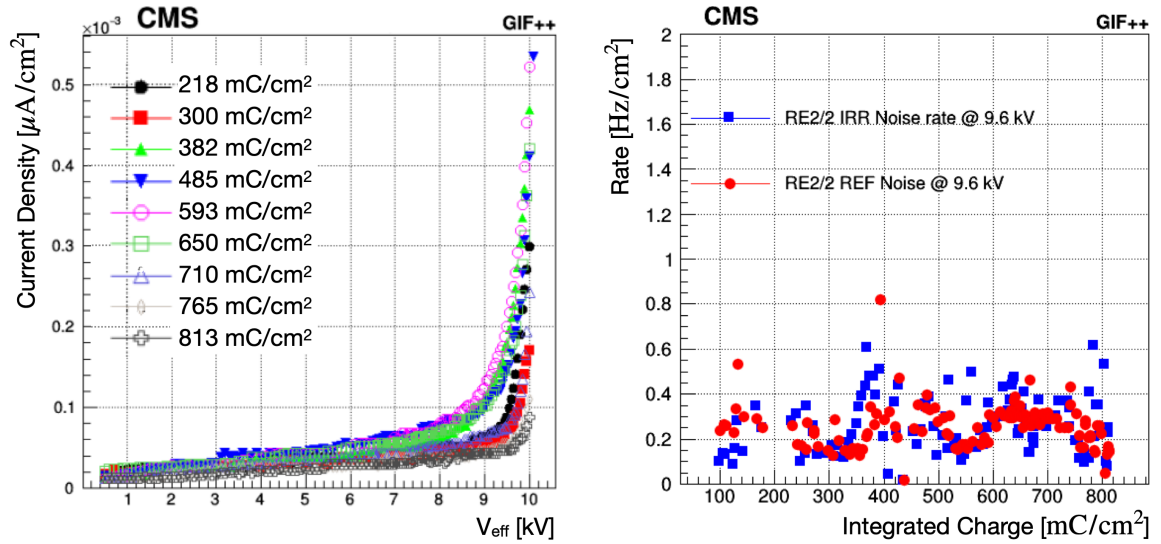 CMS
GIF++
×10⁻³
Current Density [μA/cm²]
0.5
0.4
0.3
0.2
0.1
0
218 mC/cm²
300 mC/cm²
382 mC/cm²
485 mC/cm²
593 mC/cm²
650 mC/cm²
710 mC/cm²
765 mC/cm²
813 mC/cm²
1 2 3 4 5 6 7 8 9 10
V_eff [kV]
CMS
GIF++
Rate [Hz/cm²]
2
1.8
1.6
1.4
1.2
1
0.8
0.6
0.4
0.2
0
RE2/2 IRR Noise rate @ 9.6 kV
RE2/2 REF Noise @ 9.6 kV
100 200 300 400 500 600 700 800
Integrated Charge [mC/cm²]